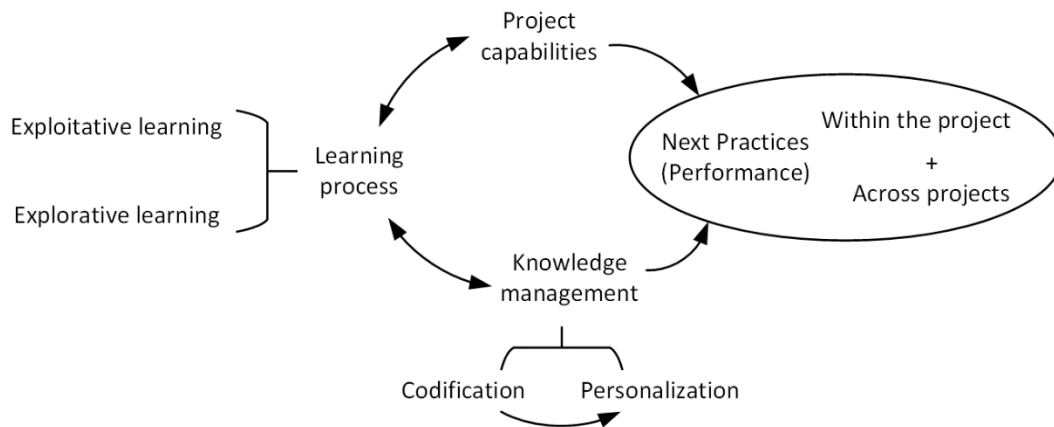 Project
capabilities
Exploitative learning
Explorative learning
Learning
process
Next Practices
(Performance)
Within the project
+
Across projects
Knowledge
management
Codification
Personalization